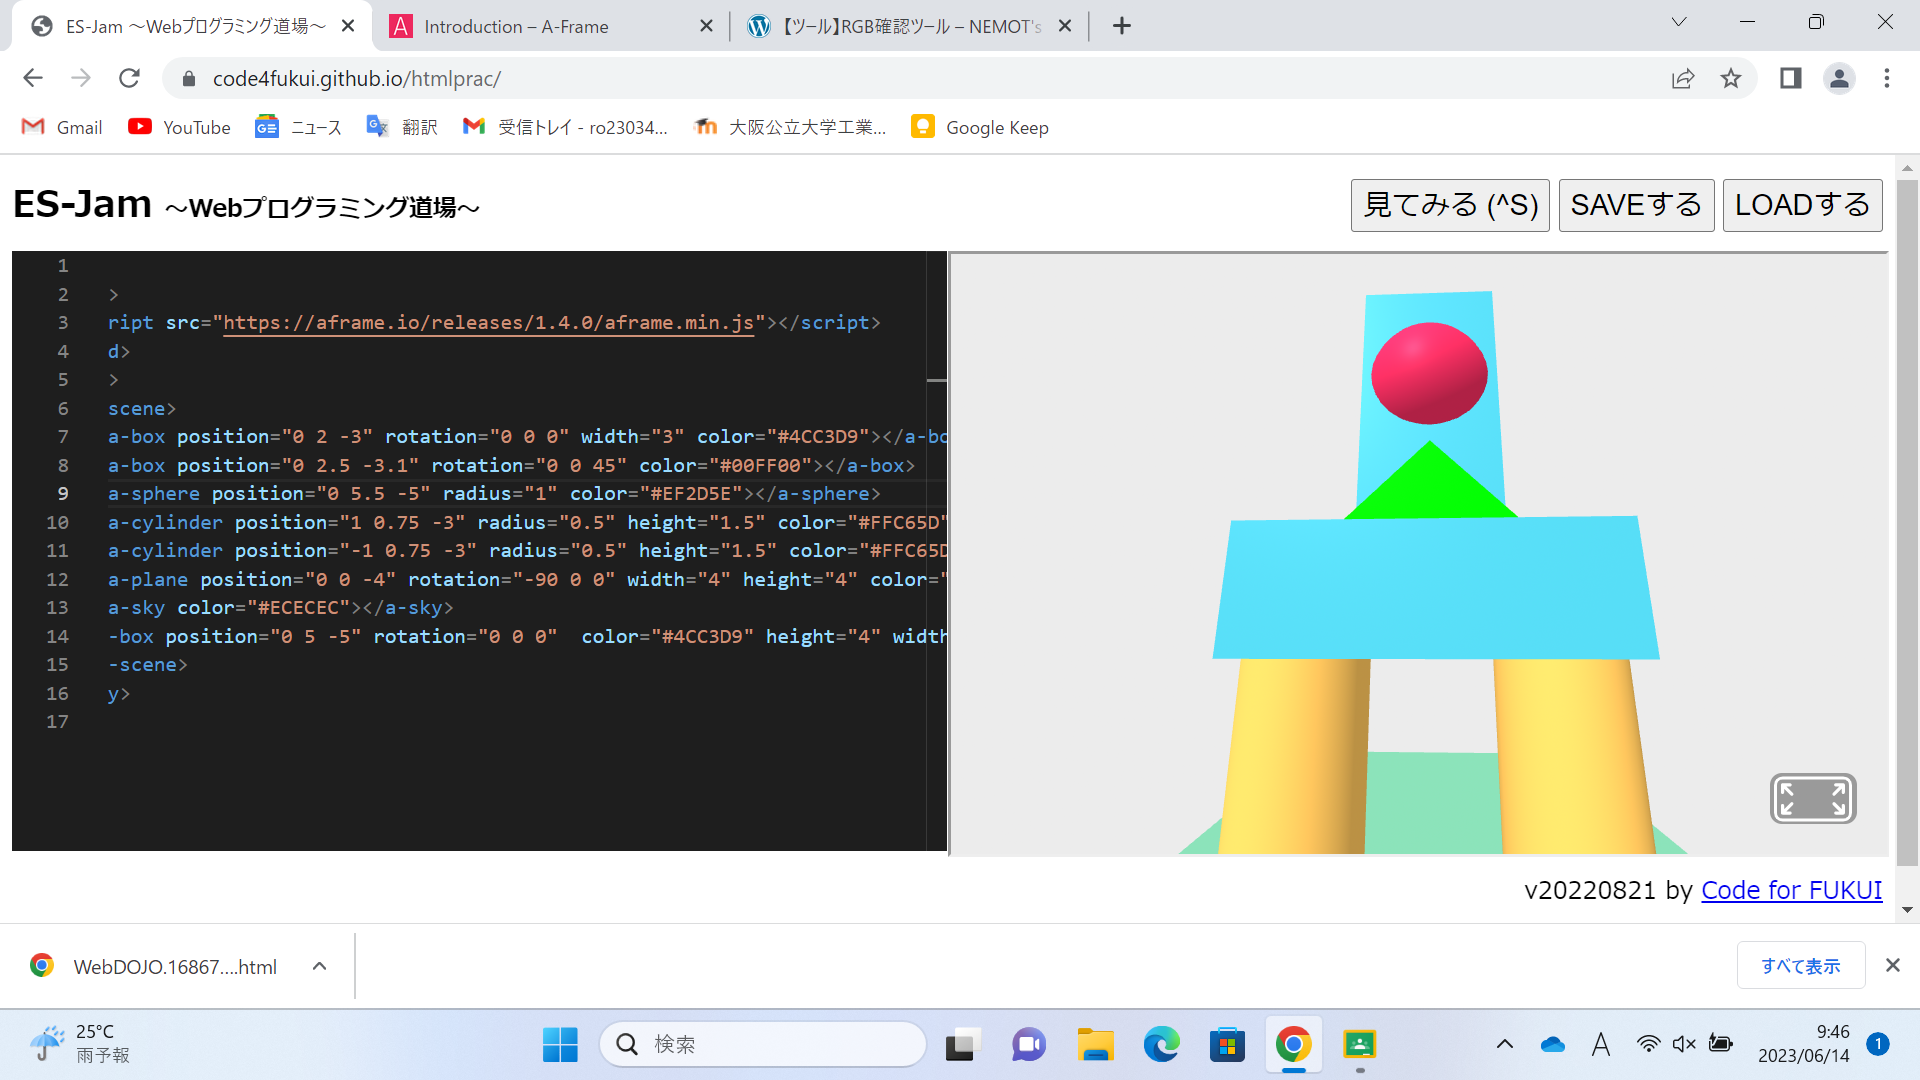 ES-Jam 〜Webプログラミング道場〜
Introduction – A-Frame
【ツール】RGB確認ツール – NEMOT's
code4fukui.github.io/htmlprac/
Gmail
YouTube
ニュース
翻訳
受信トレイ - ro23034...
大阪公立大学工業...
Google Keep
ES-Jam 〜Webプログラミング道場〜
見てみる (^S)
SAVEする
LOADする
1
2 >
3 ript src="https://aframe.io/releases/1.4.0/aframe.min.js"></script>
4 d>
5 >
6 scene>
7 a-box position="0 2 -3" rotation="0 0 0" width="3" color="#4CC3D9"></a-bo
8 a-box position="0 2.5 -3.1" rotation="0 0 45" color="#00FF00"></a-box>
9 a-sphere position="0 5.5 -5" radius="1" color="#EF2D5E"></a-sphere>
10 a-cylinder position="1 0.75 -3" radius="0.5" height="1.5" color="#FFC65D"
11 a-cylinder position="-1 0.75 -3" radius="0.5" height="1.5" color="#FFC65D
12 a-plane position="0 0 -4" rotation="-90 0 0" width="4" height="4" color="
13 a-sky color="#ECECEC"></a-sky>
14 -box position="0 5 -5" rotation="0 0 0"  color="#4CC3D9" height="4" width
15 -scene>
16 y>
17
v20220821 by Code for FUKUI
WebDOJO.16867....html
すべて表示
25°C
雨予報
検索
A
9:46
2023/06/14
1